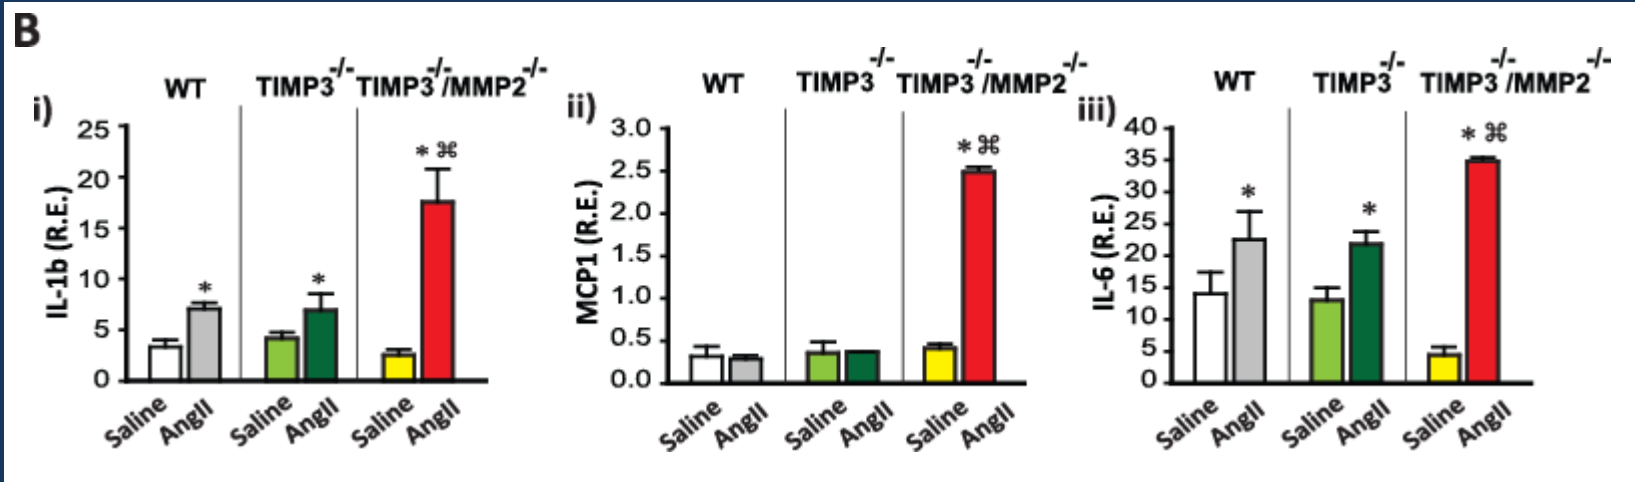 B
i)
WT TIMP3-/- TIMP3-/-/MMP2-/-
IL-1b (R.E.)
25
20
15
10
5
0
*
*
* ⌘
Saline AngII Saline AngII Saline AngII
ii)
WT TIMP3-/- TIMP3-/-/MMP2-/-
MCP1 (R.E.)
3.0
2.5
2.0
1.5
1.0
0.5
0.0
* ⌘
Saline AngII Saline AngII Saline AngII
iii)
WT TIMP3-/- TIMP3-/-/MMP2-/-
IL-6 (R.E.)
40
35
30
25
20
15
10
5
0
*
*
* ⌘
Saline AngII Saline AngII Saline AngII